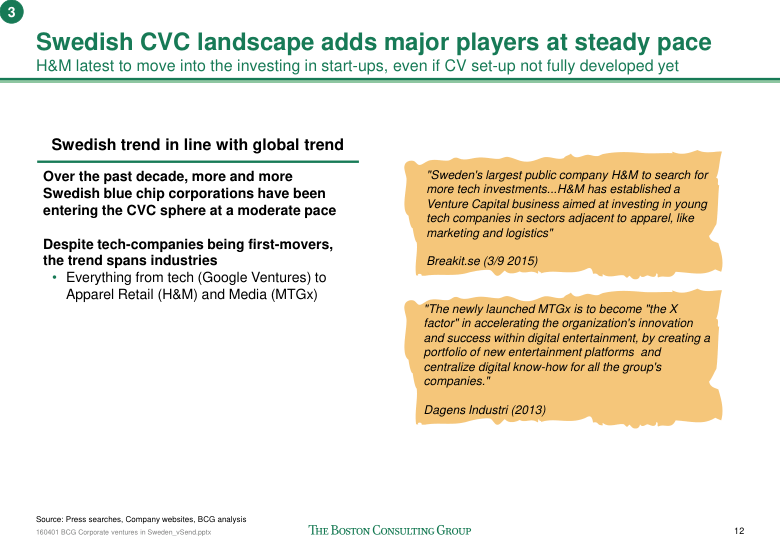 3
Swedish CVC landscape adds major players at steady pace
H&M latest to move into the investing in start-ups, even if CV set-up not fully developed yet
Swedish trend in line with global trend
Over the past decade, more and more
Swedish blue chip corporations have been
entering the CVC sphere at a moderate pace
Despite tech-companies being first-movers,
the trend spans industries
• Everything from tech (Google Ventures) to
Apparel Retail (H&M) and Media (MTGx)
"Sweden's largest public company H&M to search for
more tech investments...H&M has established a
Venture Capital business aimed at investing in young
tech companies in sectors adjacent to apparel, like
marketing and logistics"
Breakit.se (3/9 2015)
"The newly launched MTGx is to become "the X
factor" in accelerating the organization's innovation
and success within digital entertainment, by creating a
portfolio of new entertainment platforms and
centralize digital know-how for all the group's
companies."
Dagens Industri (2013)
Source: Press searches, Company websites, BCG analysis
160401 BCG Corporate ventures in Sweden_vSend.pptx
THE BOSTON CONSULTING GROUP
12